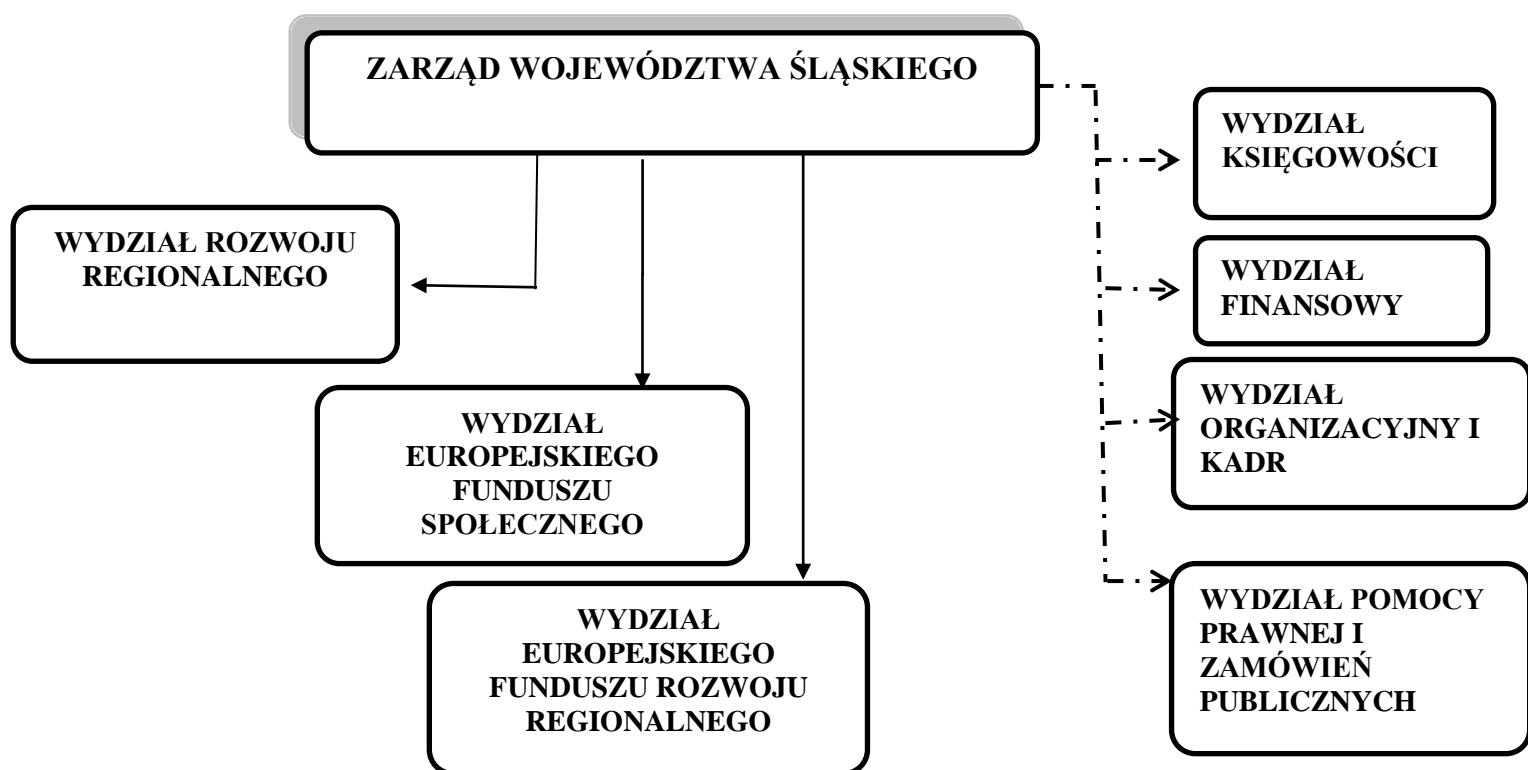 ZARZĄD WOJEWÓDZTWA ŚLĄSKIEGO
WYDZIAŁ
KSIĘGOWOŚCI
WYDZIAŁ ROZWOJU
REGIONALNEGO
WYDZIAŁ
FINANSOWY
WYDZIAŁ
ORGANIZACYJNY I
KADR
WYDZIAŁ
EUROPEJSKIEGO
FUNDUSZU
SPOŁECZNEGO
WYDZIAŁ POMOCY
PRAWNEJ I
ZAMÓWIEŃ
PUBLICZNYCH
WYDZIAŁ
EUROPEJSKIEGO
FUNDUSZU ROZWOJU
REGIONALNEGO